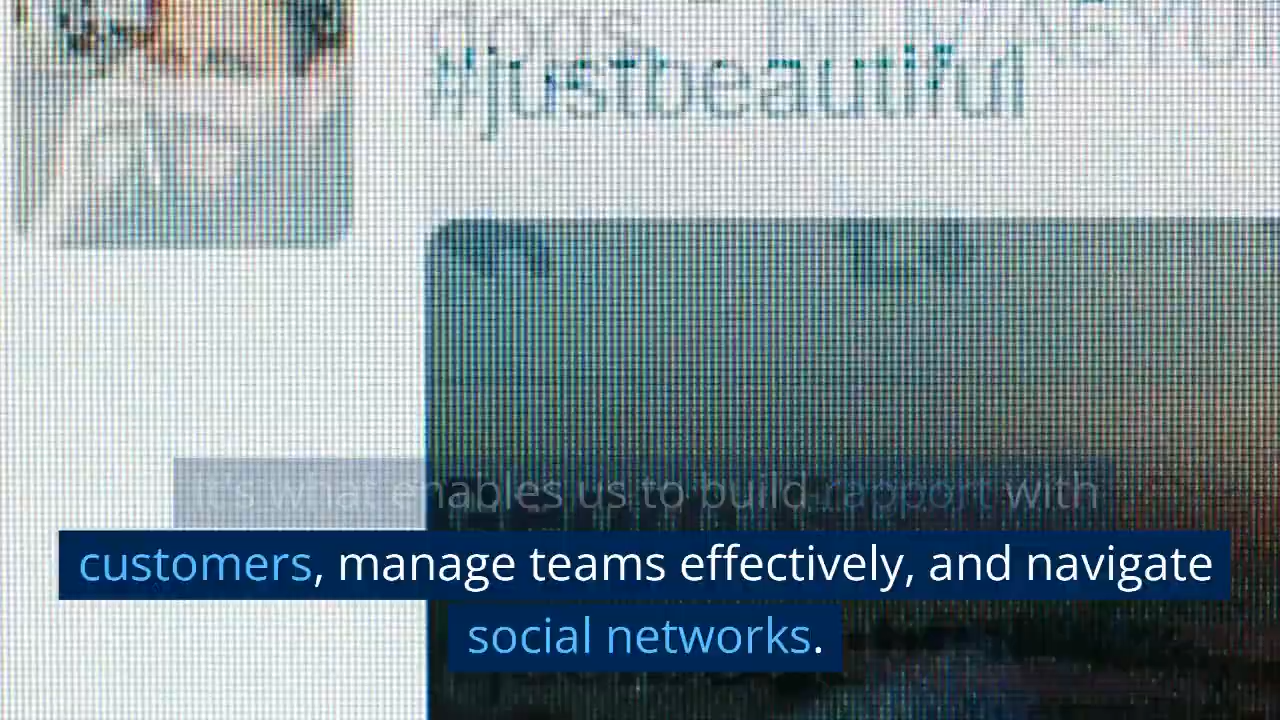 #justbeautiful
It's what enables us to build rapport with
customers, manage teams effectively, and navigate
social networks.